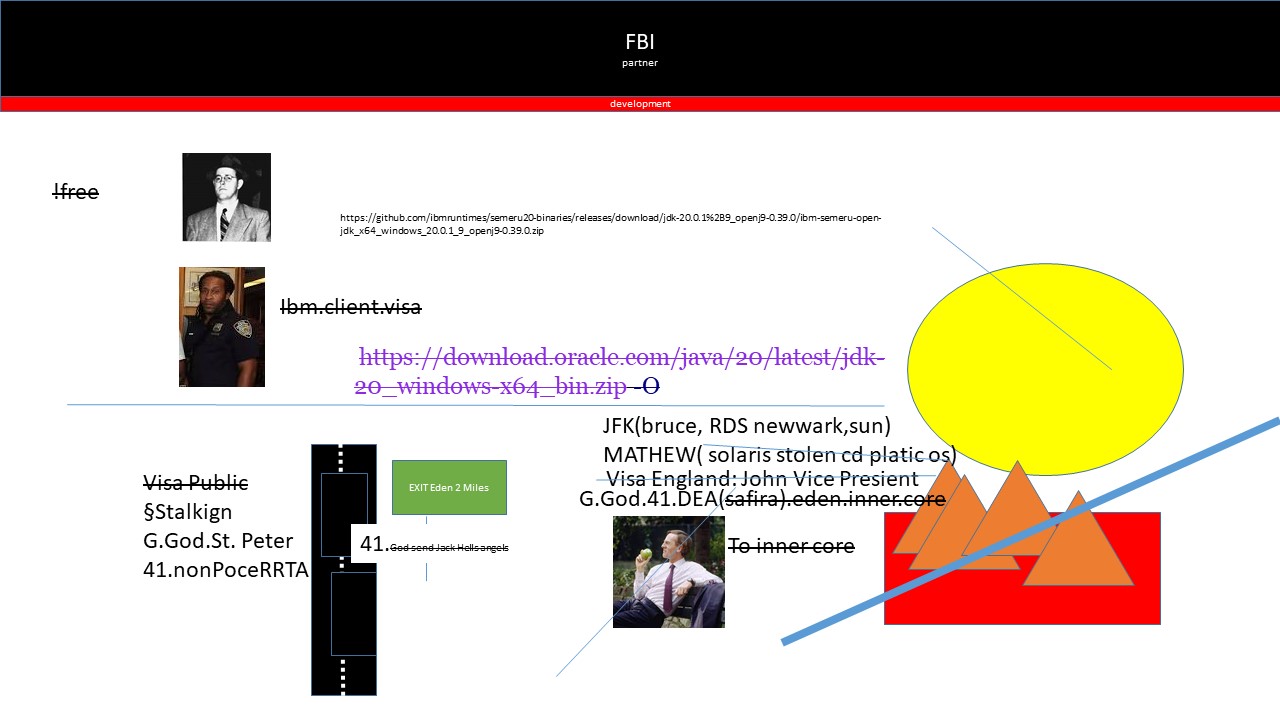 FBI
partner
development
!free
https://github.com/ibmruntimes/semeru20-binaries/releases/download/jdk-20.0.1%2B9_openj9-0.39.0/ibm-semeru-open-
jdk_x64_windows_20.0.1_9_openj9-0.39.0.zip
Ibm.client.visa
https://download.oracle.com/java/20/latest/jdk-
20_windows-x64_bin.zip -O
JFK(bruce, RDS newwark,sun)
MATHEW( solaris stolen cd platic os)
Visa England: John Vice Presient
G.God.41.DEA(safira).eden.inner.core
Visa Public
§Stalkign
G.God.St. Peter
41.nonPoceRRTA
EXIT Eden 2 Miles
41.God send Jack Hells angels
To inner core